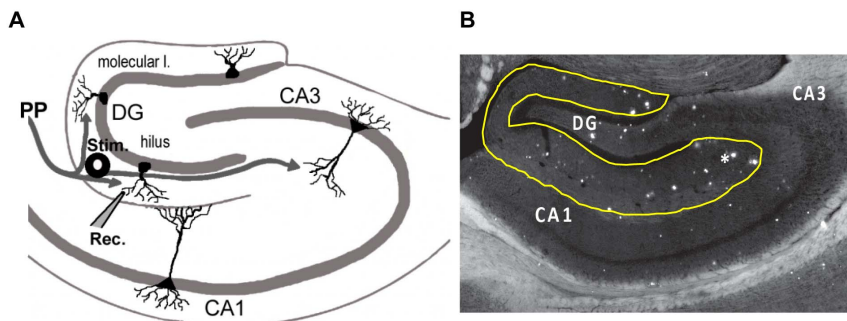 A
molecular l.
CA3
PP
DG
Stim.
hilus
Rec.
CA1
B
CA3
DG
*
CA1